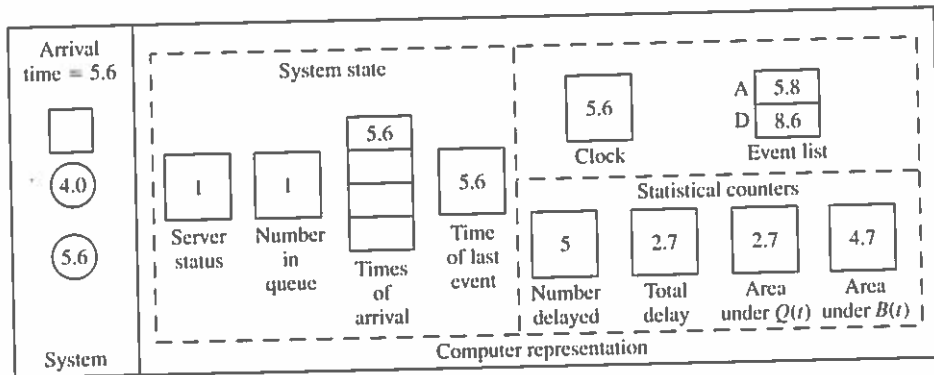 Arrival
time = 5.6
4.0
5.6
System
System state
1
Server
status
1
Number
in
queue
5.6
Times
of
arrival
5.6
Time
of last
event
5.6
Clock
A 5.8
D 8.6
Event list
Statistical counters
5
Number
delayed
2.7
Total
delay
2.7
Area
under Q(t)
4.7
Area
under B(t)
Computer representation